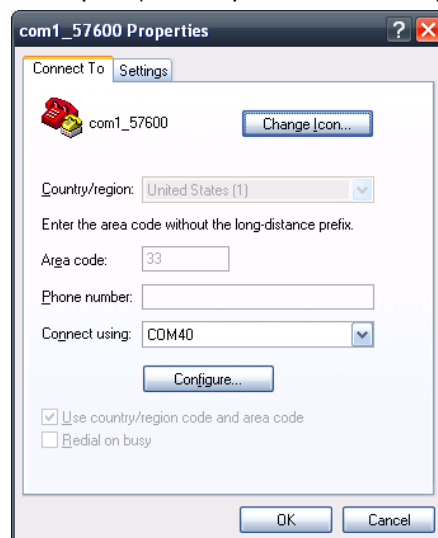 com1_57600 Properties
Connect To Settings
com1_57600 Change Icon...
Country/region: United States (1)
Enter the area code without the long-distance prefix.
Area code: 33
Phone number:
Connect using: COM40
Configure...
Use country/region code and area code
Redial on busy
OK Cancel